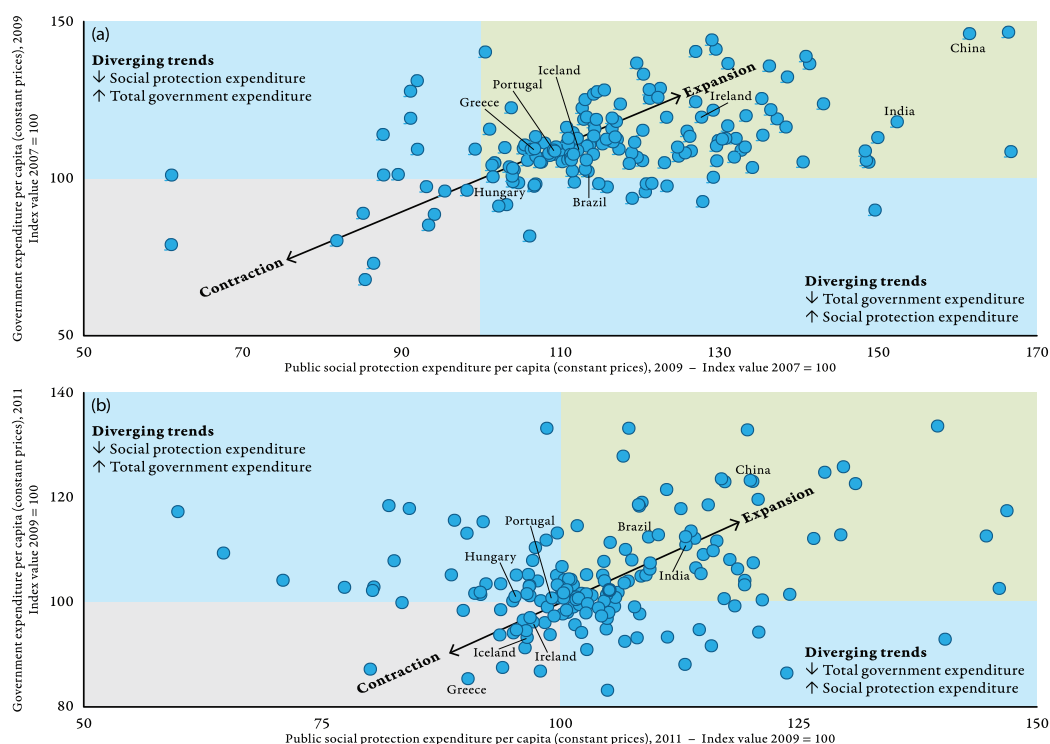 (a)
Diverging trends
↓ Social protection expenditure
↑ Total government expenditure
150
100
50
Government expenditure per capita (constant prices), 2009
Index value 2007 = 100
China
Iceland
Portugal
Expansion
Greece
Ireland
India
Hungary
Brazil
Contraction
Diverging trends
↓ Total government expenditure
↑ Social protection expenditure
50 70 90 110 130 150 170
Public social protection expenditure per capita (constant prices), 2009 – Index value 2007 = 100
(b)
Diverging trends
↓ Social protection expenditure
↑ Total government expenditure
140
120
100
80
Government expenditure per capita (constant prices), 2011
Index value 2009 = 100
China
Expansion
Portugal
Brazil
Hungary
India
Iceland
Ireland
Contraction
Greece
Diverging trends
↓ Total government expenditure
↑ Social protection expenditure
50 75 100 125 150
Public social protection expenditure per capita (constant prices), 2011 – Index value 2009 = 100